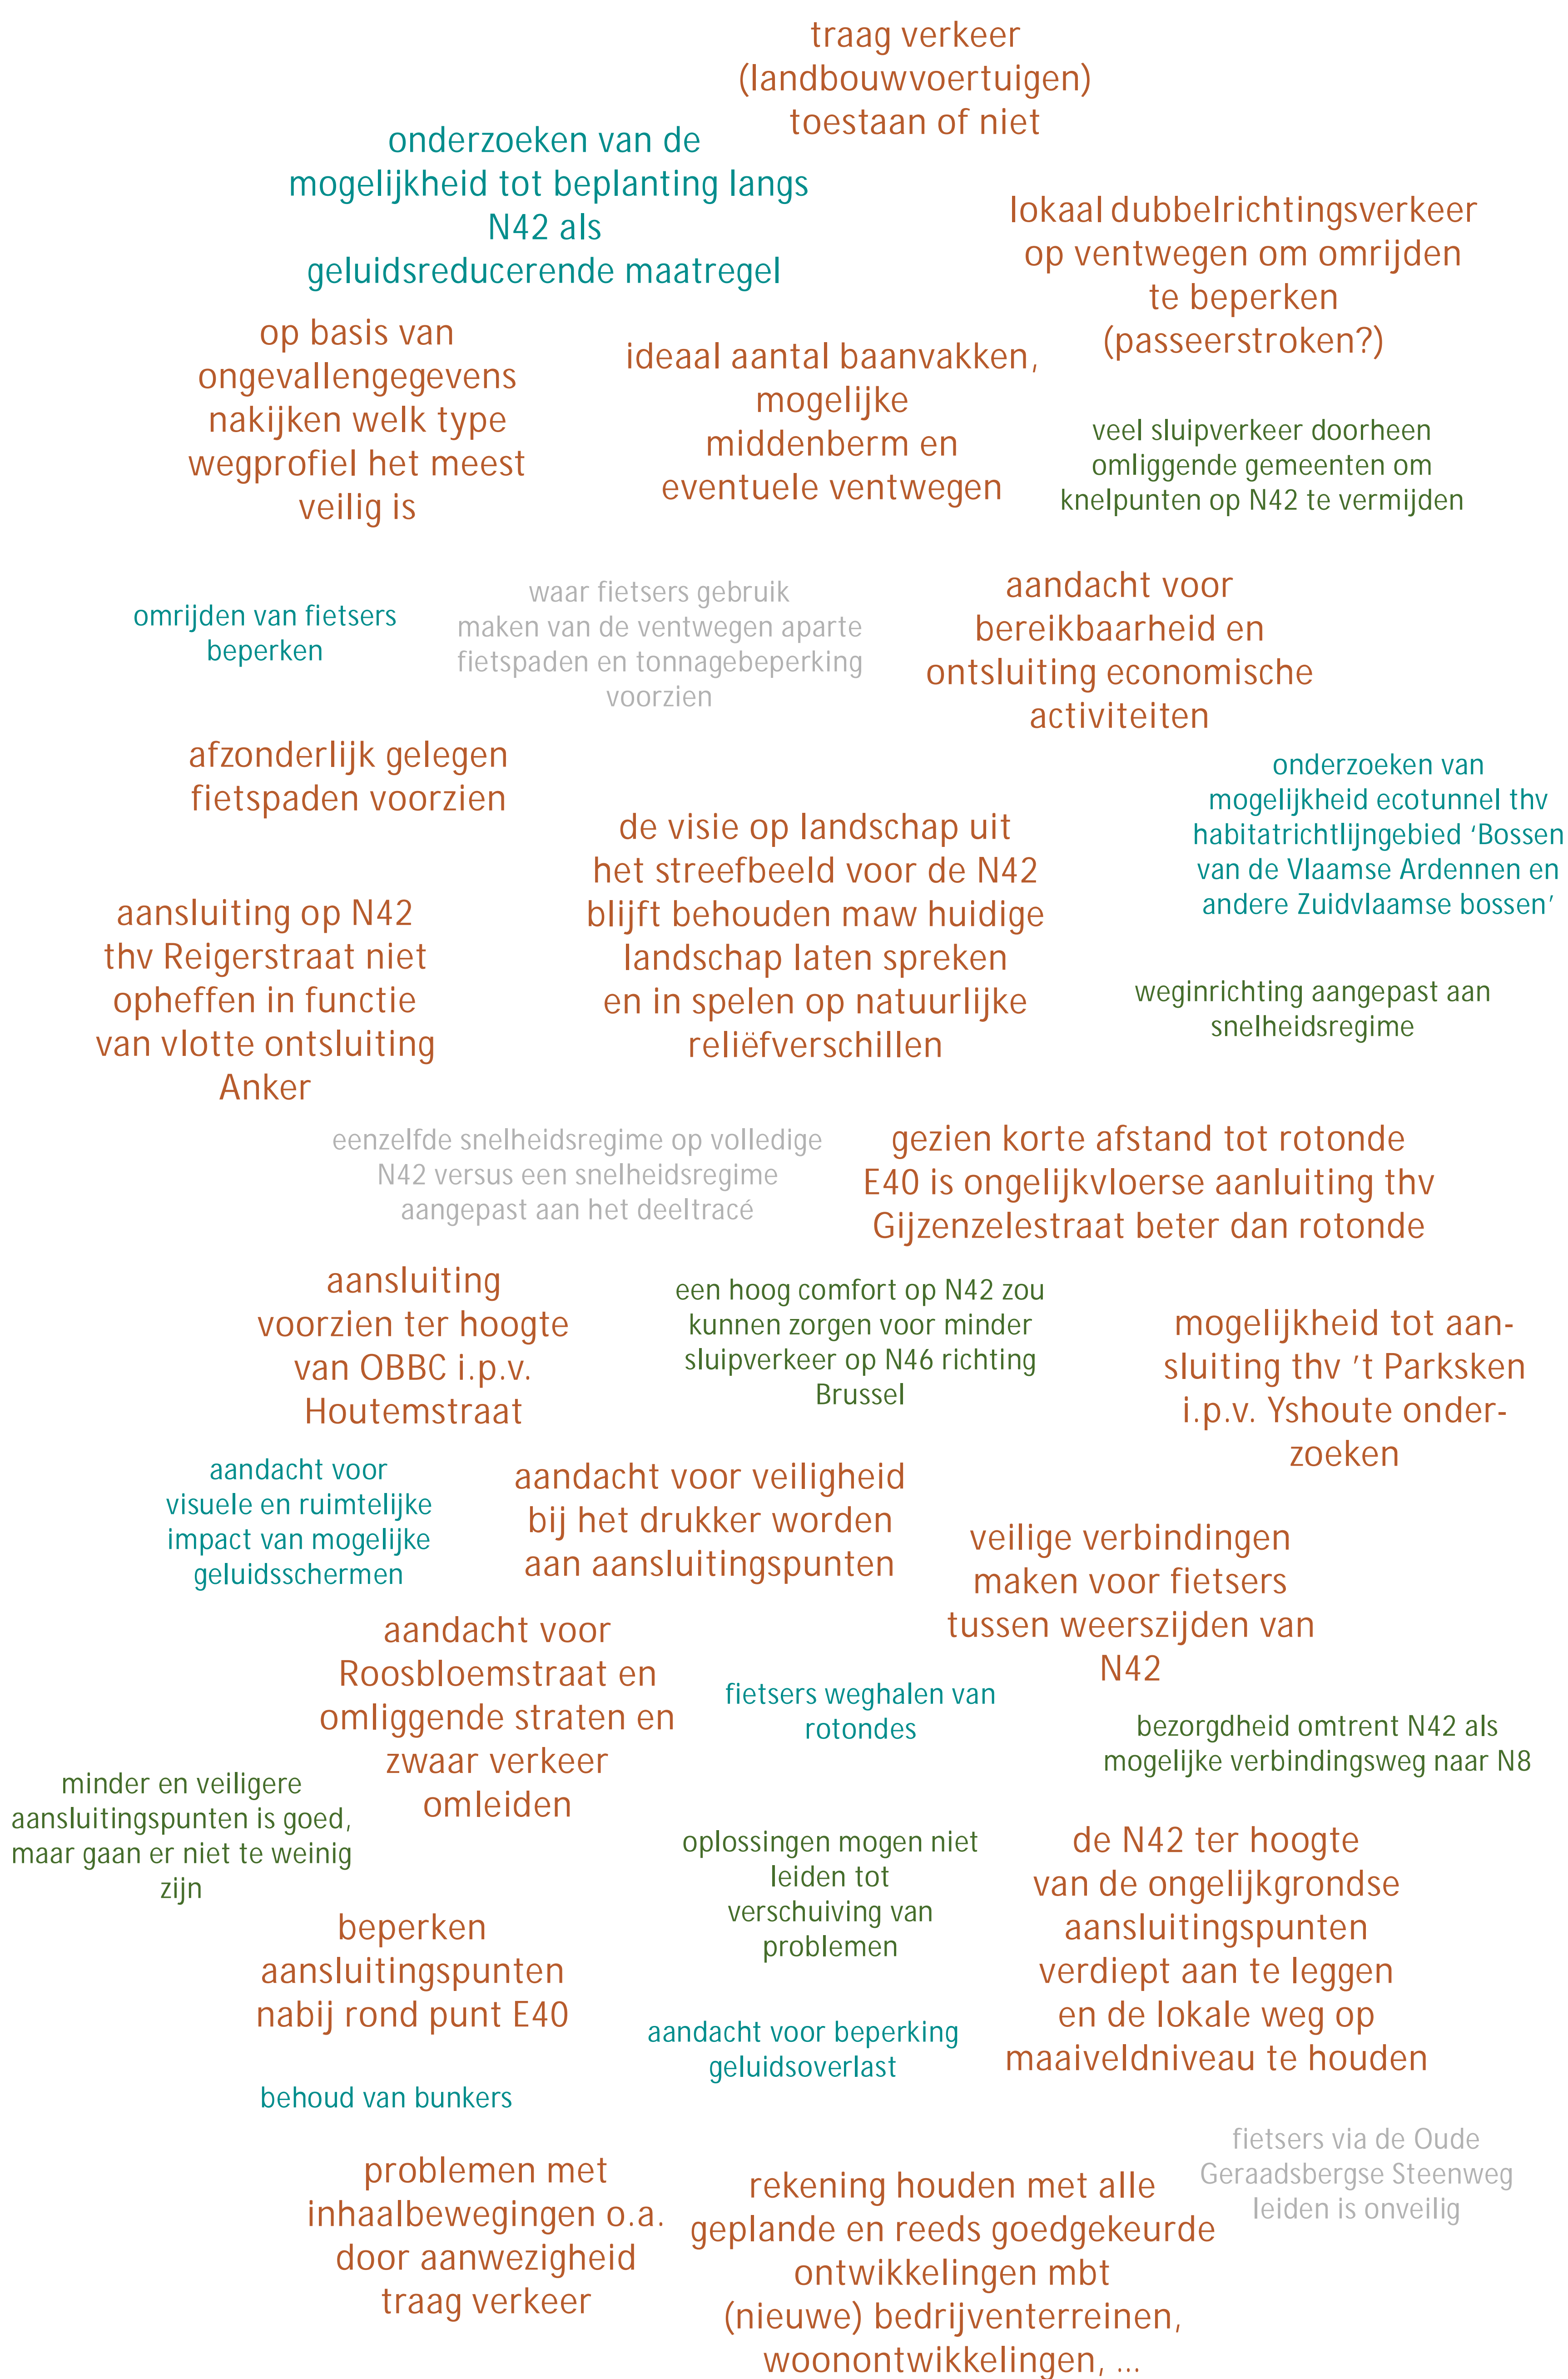 traag verkeer
(landbouwvoertuigen)
toestaan of niet
onderzoeken van de
mogelijkheid tot beplanting langs
N42 als
geluidsreducerende maatregel
lokaal dubbelrichtingsverkeer
op ventwegen om omrijden
te beperken
(passeerstroken?)
op basis van
ongevallengegevens
nakijken welk type
wegprofiel het meest
veilig is
ideaal aantal baanvakken,
mogelijke
middenberm en
eventuele ventwegen
veel sluipverkeer doorheen
omliggende gemeenten om
knelpunten op N42 te vermijden
omrijden van fietsers
beperken
waar fietsers gebruik
maken van de ventwegen aparte
fietspaden en tonnagebeperking
voorzien
aandacht voor
bereikbaarheid en
ontsluiting economische
activiteiten
afzonderlijk gelegen
fietspaden voorzien
onderzoeken van
mogelijkheid ecotunnel thv
habitatrichtlijngebied ‘Bossen
van de Vlaamse Ardennen en
andere Zuidvlaamse bossen’
de visie op landschap uit
het streefbeeld voor de N42
blijft behouden maw huidige
landschap laten spreken
en in spelen op natuurlijke
reliëfverschillen
aansluiting op N42
thv Reigerstraat niet
opheffen in functie
van vlotte ontsluiting
Anker
weginrichting aangepast aan
snelheidsregime
eenzelfde snelheidsregime op volledige
N42 versus een snelheidsregime
aangepast aan het deeltracé
gezien korte afstand tot rotonde
E40 is ongelijkvloerse aanluiting thv
Gijzenzelestraat beter dan rotonde
aansluiting
voorzien ter hoogte
van OBBC i.p.v.
Houtemstraat
een hoog comfort op N42 zou
kunnen zorgen voor minder
sluipverkeer op N46 richting
Brussel
mogelijkheid tot aan-
sluiting thv ’t Parksken
i.p.v. Yshoute onder-
zoeken
aandacht voor
visuele en ruimtelijke
impact van mogelijke
geluidsschermen
aandacht voor veiligheid
bij het drukker worden
aan aansluitingspunten
veilige verbindingen
maken voor fietsers
tussen weerszijden van
N42
aandacht voor
Roosbloemstraat en
omliggende straten en
zwaar verkeer
omleiden
fietsers weghalen van
rotondes
bezorgdheid omtrent N42 als
mogelijke verbindingsweg naar N8
minder en veiligere
aansluitingspunten is goed,
maar gaan er niet te weinig
zijn
oplossingen mogen niet
leiden tot
verschuiving van
problemen
de N42 ter hoogte
van de ongelijkgrondse
aansluitingspunten
verdiept aan te leggen
en de lokale weg op
maaiveldniveau te houden
beperken
aansluitingspunten
nabij rond punt E40
aandacht voor beperking
geluidsoverlast
behoud van bunkers
fietsers via de Oude
Geraadsbergse Steenweg
leiden is onveilig
problemen met
inhaalbewegingen o.a.
door aanwezigheid
traag verkeer
rekening houden met alle
geplande en reeds goedgekeurde
ontwikkelingen mbt
(nieuwe) bedrijventerreinen,
woonontwikkelingen, ...